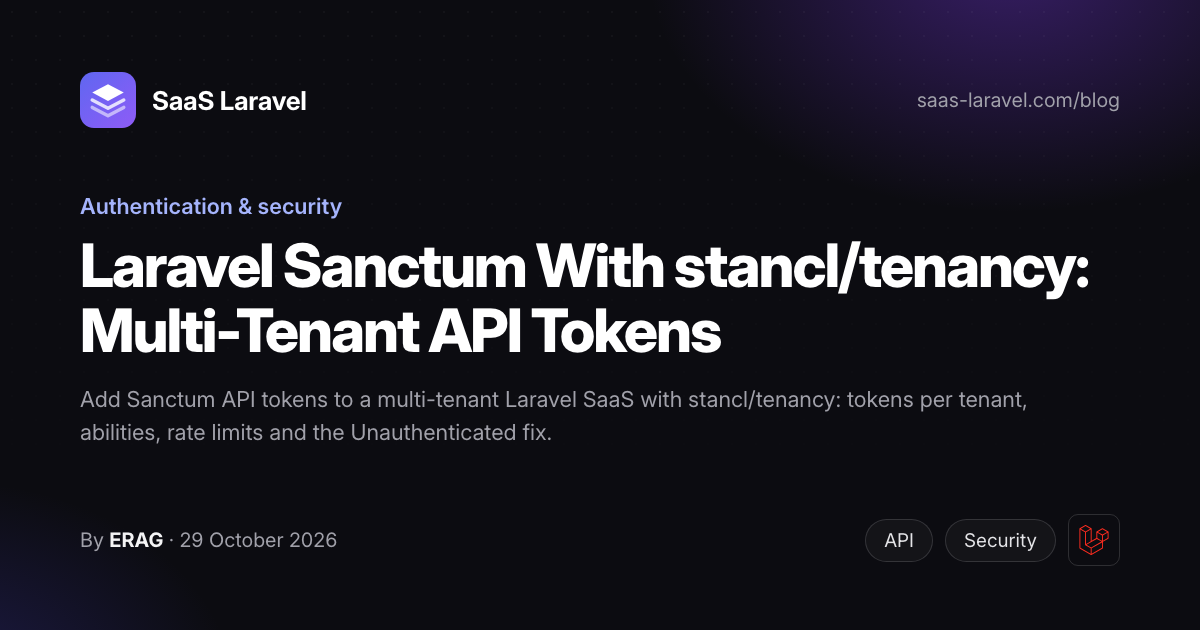 SaaS Laravel
saas-laravel.com/blog
Authentication & security
Laravel Sanctum With stancl/tenancy:
Multi-Tenant API Tokens
Add Sanctum API tokens to a multi-tenant Laravel SaaS with stancl/tenancy: tokens per tenant,
abilities, rate limits and the Unauthenticated fix.
By ERAG · 29 October 2026
API
Security